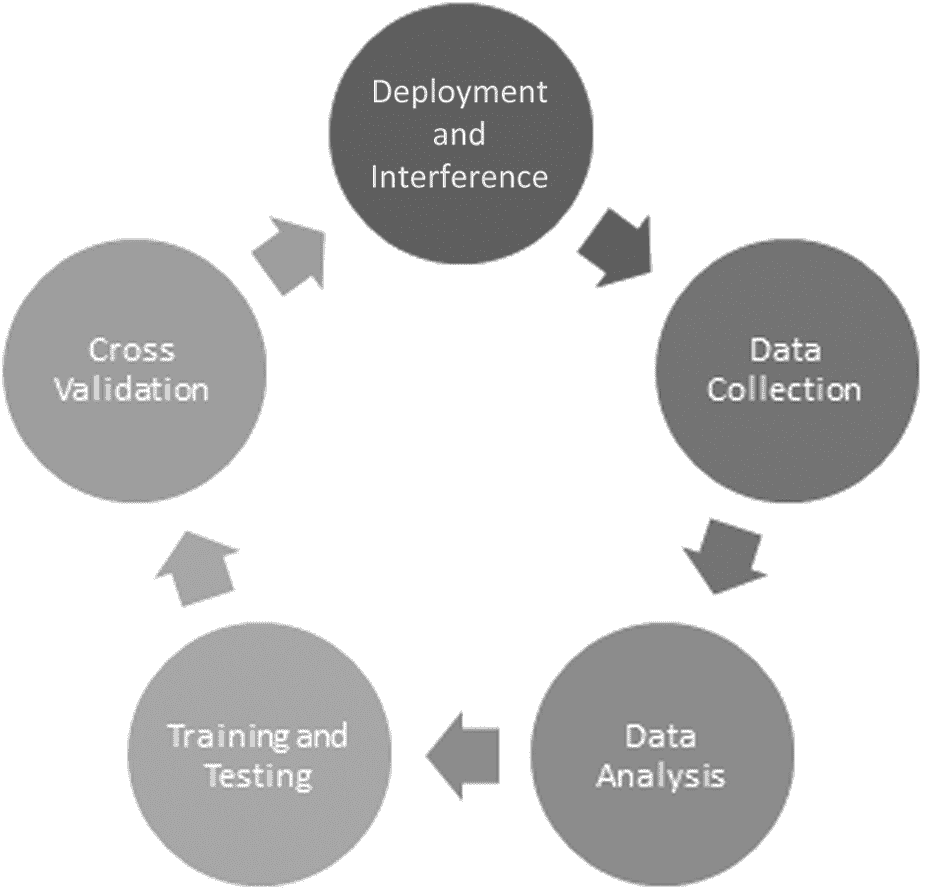 Deployment
and
Interference
Data
Collection
Data
Analysis
Training and
Testing
Cross
Validation